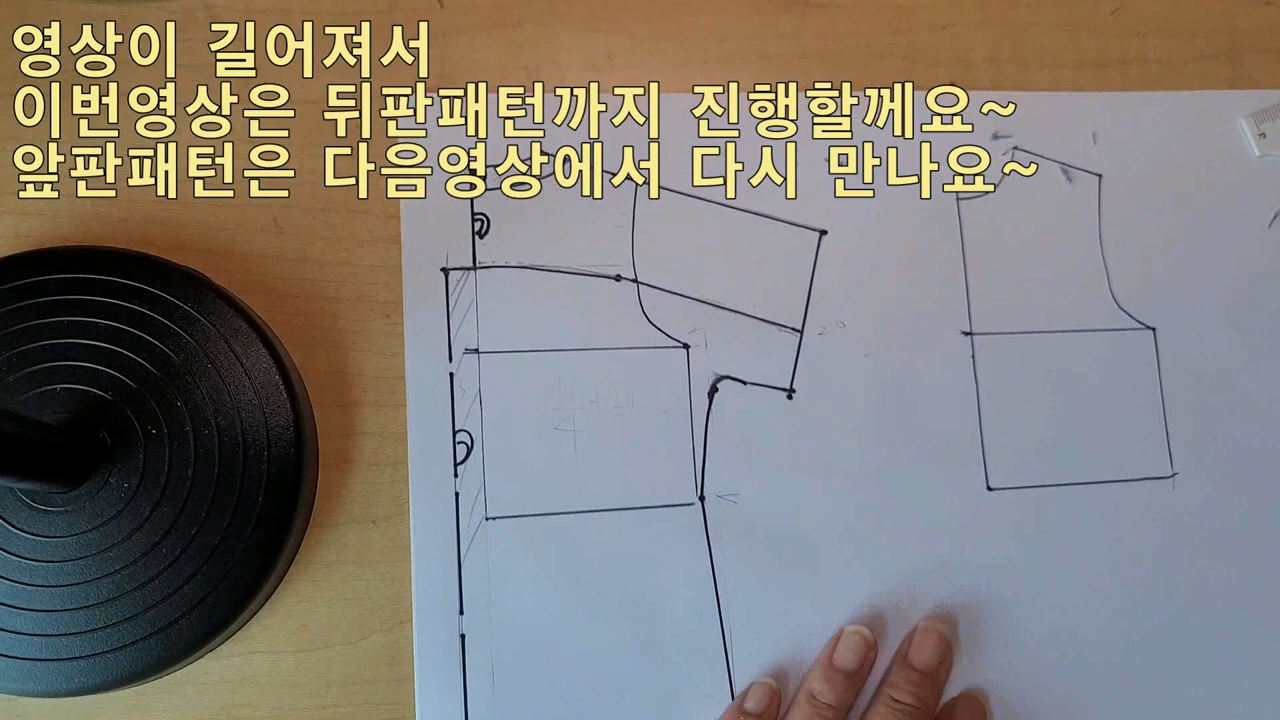 영상이 길어져서
이번영상은 뒤판패턴까지 진행할께요~
앞판패턴은 다음영상에서 다시 만나요~
20
4